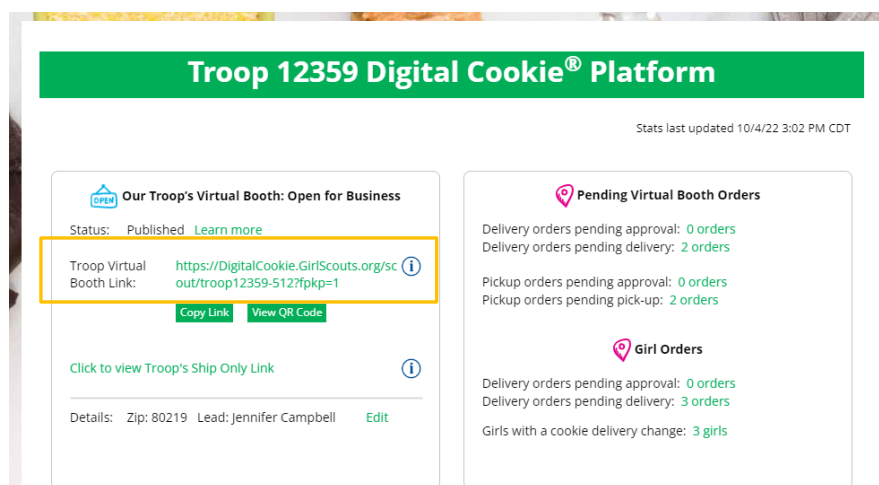 Troop 12359 Digital Cookie® Platform
Stats last updated 10/4/22 3:02 PM CDT
OPEN Our Troop's Virtual Booth: Open for Business
Status: Published Learn more
Troop Virtual Booth Link: https://DigitalCookie.GirlScouts.org/sc
out/troop12359-512?fpkp=1
Copy Link View QR Code
Click to view Troop's Ship Only Link
Details: Zip: 80219 Lead: Jennifer Campbell Edit
Pending Virtual Booth Orders
Delivery orders pending approval: 0 orders
Delivery orders pending delivery: 2 orders
Pickup orders pending approval: 0 orders
Pickup orders pending pick-up: 2 orders
Girl Orders
Delivery orders pending approval: 0 orders
Delivery orders pending delivery: 3 orders
Girls with a cookie delivery change: 3 girls